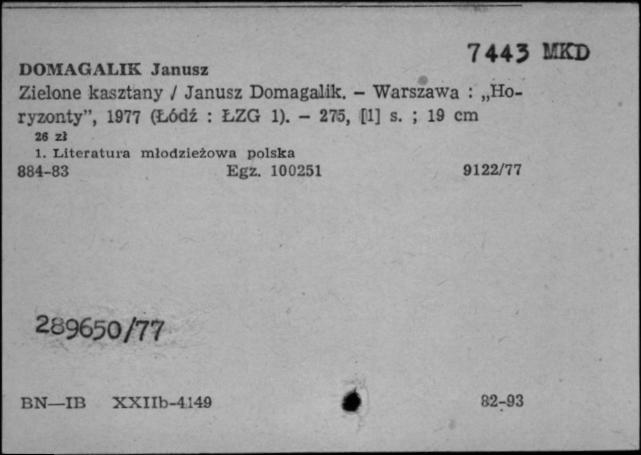 7443 MKD
DOMAGALIK Janusz
Zielone kasztany / Janusz Domagalik. – Warszawa : „Ho-
ryzonty”, 1977 (Łódź : ŁZG 1). – 275, [1] s. ; 19 cm
26 zł
1. Literatura młodzieżowa polska
884-83 Egz. 100251 9122/77
289650/77
BN—IB XXIIb-4149 82-93